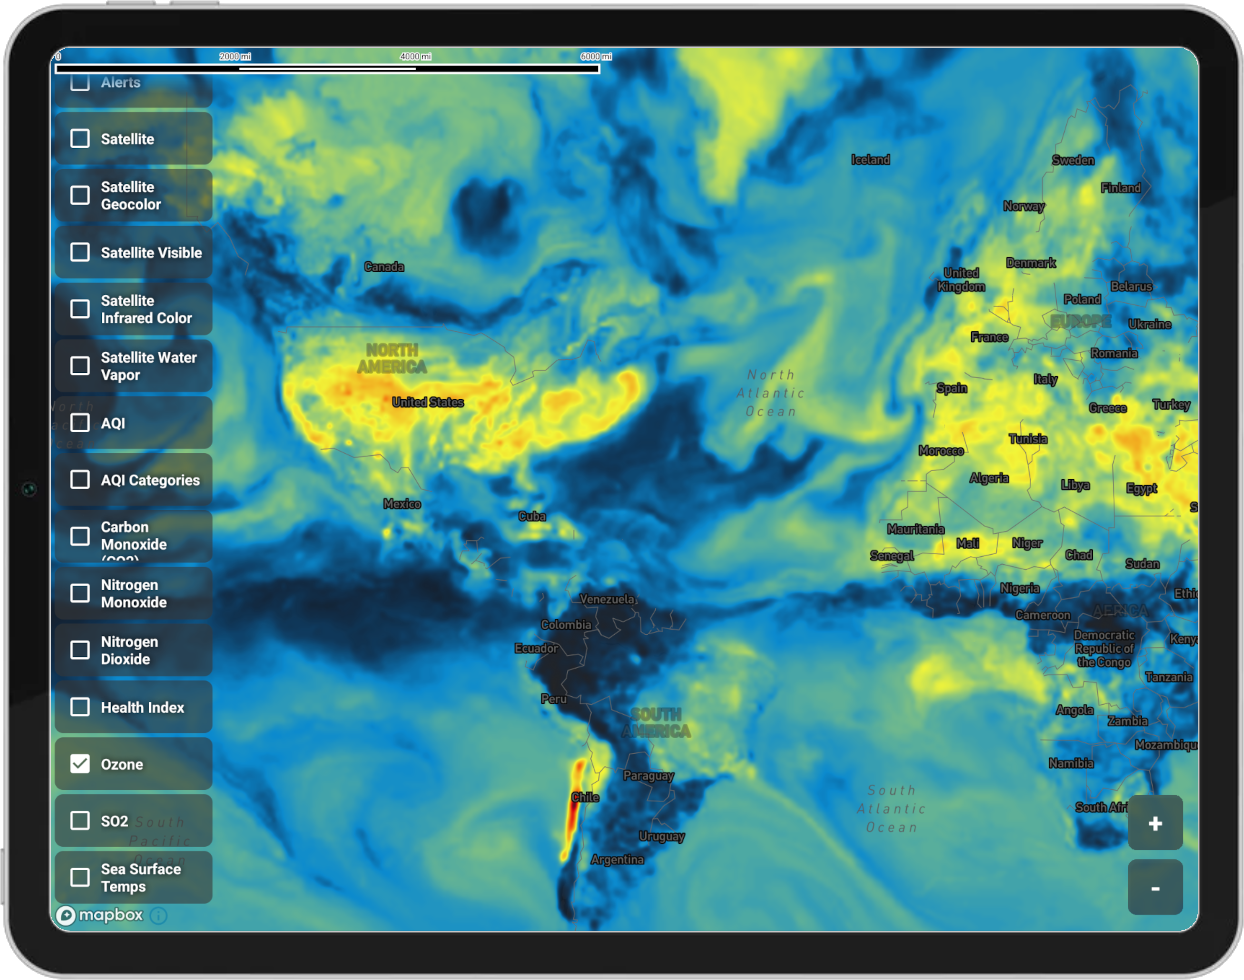 0
2000 mi
4000 mi
6000 mi
Alerts
Satellite
Satellite
Geocolor
Satellite Visible
Satellite
Infrared Color
Satellite Water
Vapor
AQI
AQI Categories
Carbon
Monoxide
(CO2)
Nitrogen
Monoxide
Nitrogen
Dioxide
Health Index
Ozone
SO2
Sea Surface
Temps
mapbox
Iceland
Sweden
Finland
Norway
Canada
Denmark
United
Kingdom
Belarus
Poland
EUROPE
Ukraine
France
Romania
NORTH
AMERICA
United States
North
Atlantic
Ocean
Italy
Spain
Greece
Turkey
Tunisia
Morocco
Algeria
Libya
Egypt
Mexico
Cuba
Mauritania
Mali
Niger
Senegal
Chad
Sudan
Nigeria
Venezuela
Cameroon
AFRICA
Colombia
Democratic
Republic of
the Congo
Ecuador
Tanzania
Peru
Angola
SOUTH
AMERICA
Zambia
Namibia
Paraguay
Chile
South
Atlantic
Ocean
Uruguay
Argentina
South
Pacific
+
-